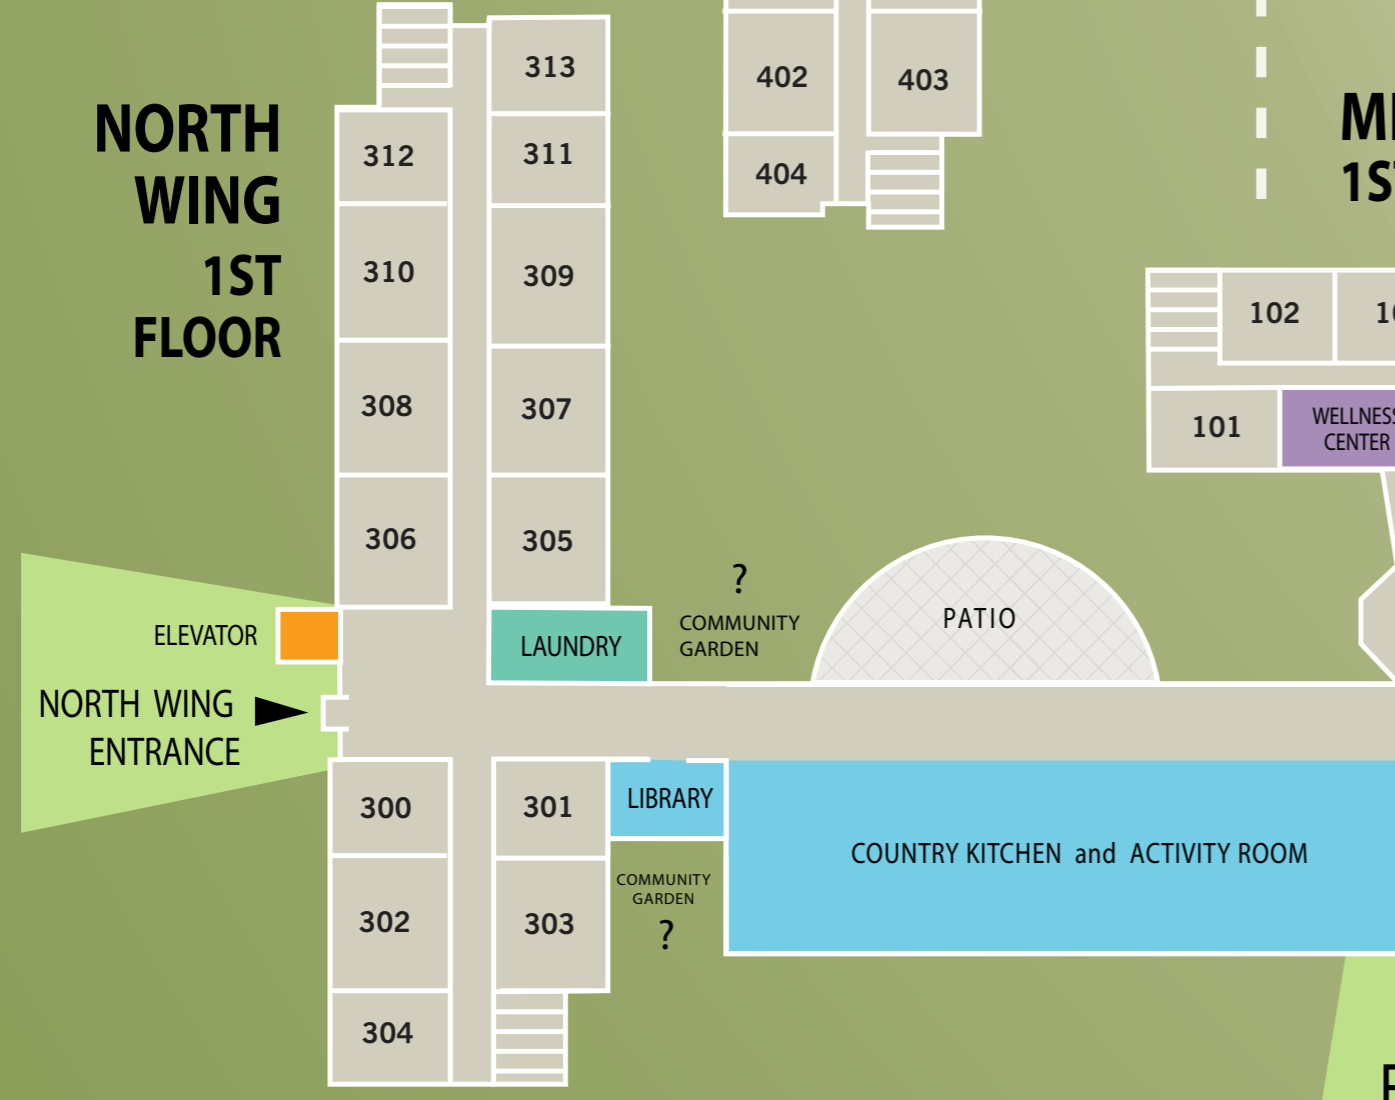 NORTH
WING
1ST
FLOOR
313
312
311
310
309
308
307
306
305
402
403
404
102
101
WELLNESS
CENTER
1ST
ELEVATOR
NORTH WING
ENTRANCE
LAUNDRY
?
COMMUNITY
GARDEN
PATIO
300
301
LIBRARY
COUNTRY KITCHEN and ACTIVITY ROOM
302
303
COMMUNITY
GARDEN
?
304